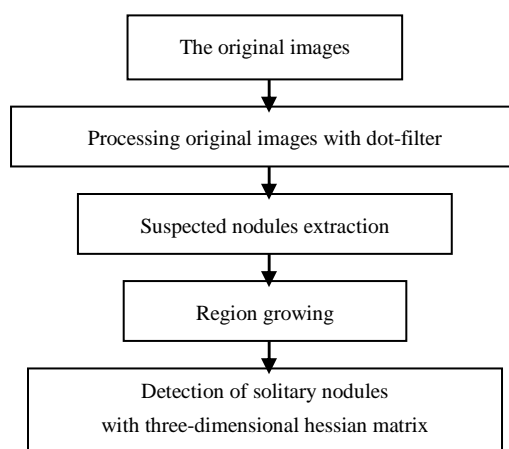 The original images
Processing original images with dot-filter
Suspected nodules extraction
Region growing
Detection of solitary nodules
with three-dimensional hessian matrix